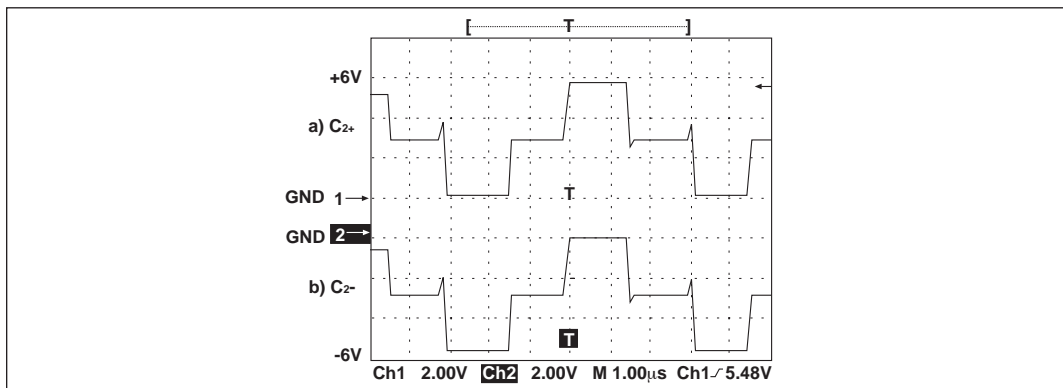 [ T ]
+6V
a) C2+
GND 1
T
GND 2
b) C2-
T
-6V
Ch1 2.00V Ch2 2.00V M 1.00µs Ch1 5.48V